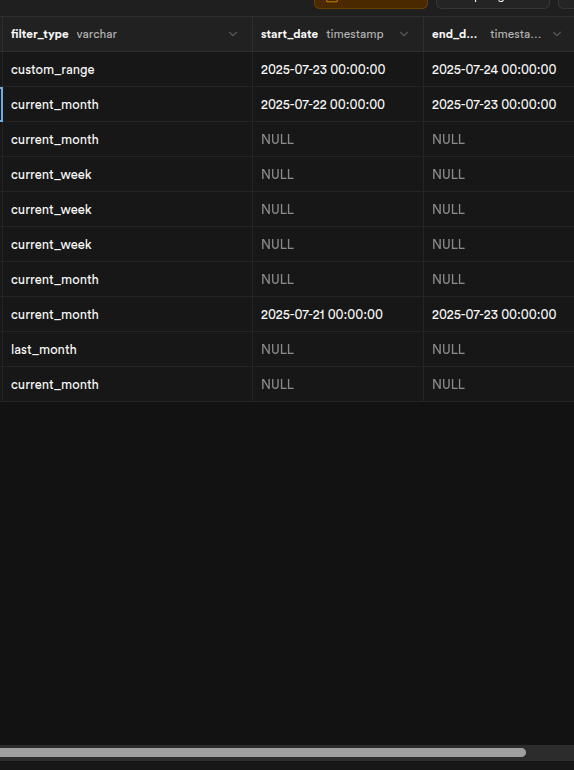 filter_type varchar start_date timestamp end_d... timesta...
custom_range 2025-07-23 00:00:00 2025-07-24 00:00:00
current_month 2025-07-22 00:00:00 2025-07-23 00:00:00
current_month NULL NULL
current_week NULL NULL
current_week NULL NULL
current_week NULL NULL
current_month NULL NULL
current_month 2025-07-21 00:00:00 2025-07-23 00:00:00
last_month NULL NULL
current_month NULL NULL